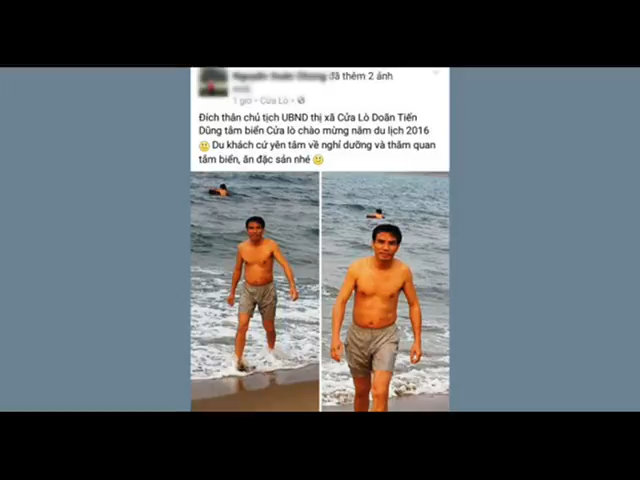 đã thêm 2 ảnh
1 giờ · Cửa Lò ·
Đích thân chủ tịch UBND thị xã Cửa Lò Doãn Tiến
Dũng tắm biển Cửa lò chào mừng năm du lịch 2016
Du khách cứ yên tâm về nghỉ dưỡng và thăm quan
tắm biển, ăn đặc sản nhé